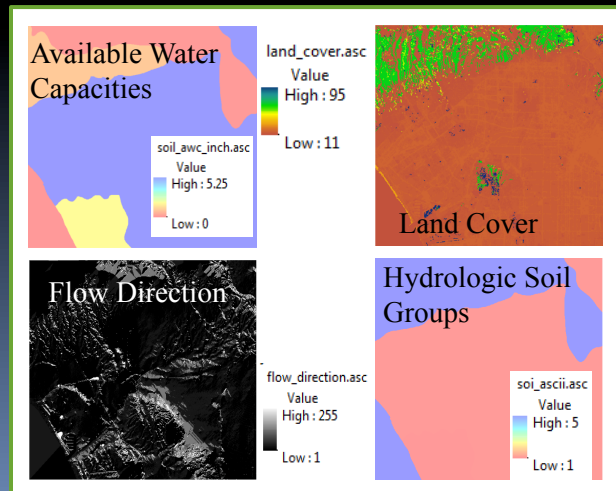 Available Water
Capacities
soil_awc_inch.asc
Value
High : 5.25
Low : 0
land_cover.asc
Value
High : 95
Low : 11
Land Cover
Flow Direction
flow_direction.asc
Value
High : 255
Low : 1
Hydrologic Soil
Groups
soi_ascii.asc
Value
High : 5
Low : 1